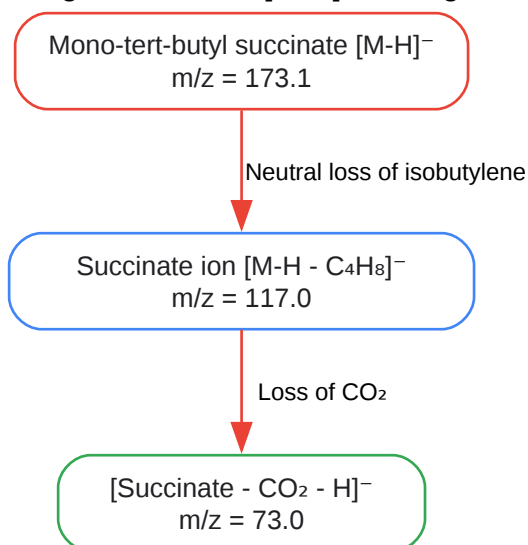 Mono-tert-butyl succinate [M-H]⁻
m/z = 173.1
Neutral loss of isobutylene
Succinate ion [M-H - C₄H₈]⁻
m/z = 117.0
Loss of CO₂
[Succinate - CO₂ - H]⁻
m/z = 73.0